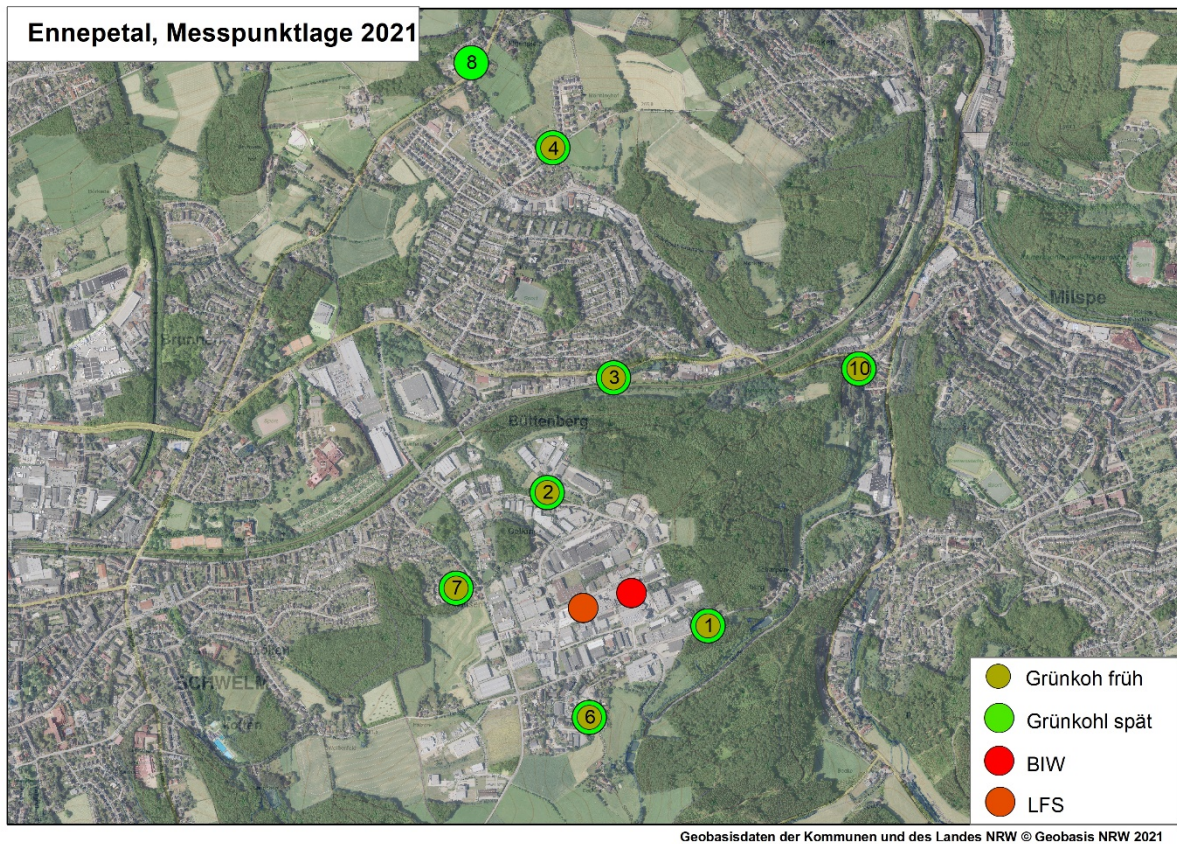 Ennepetal, Messpunktlage 2021
8
4
Milspe
3
10
Büttenberg
2
7
1
SCHWELM
6
Grünkoh früh
Grünkohl spät
BIW
LFS
Geobasisdaten der Kommunen und des Landes NRW © Geobasis NRW 2021